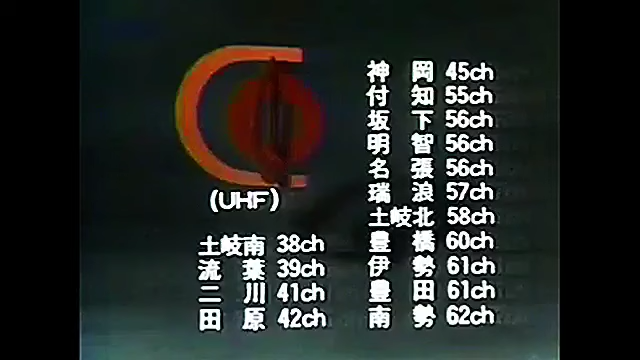 (UHF)
土岐南 38ch
流葉 39ch
二川 41ch
田原 42ch
神岡 45ch
付知 55ch
坂下 56ch
明智 56ch
名張 56ch
瑞浪 57ch
土岐北 58ch
豊橋 60ch
伊勢 61ch
豊田 61ch
南勢 62ch